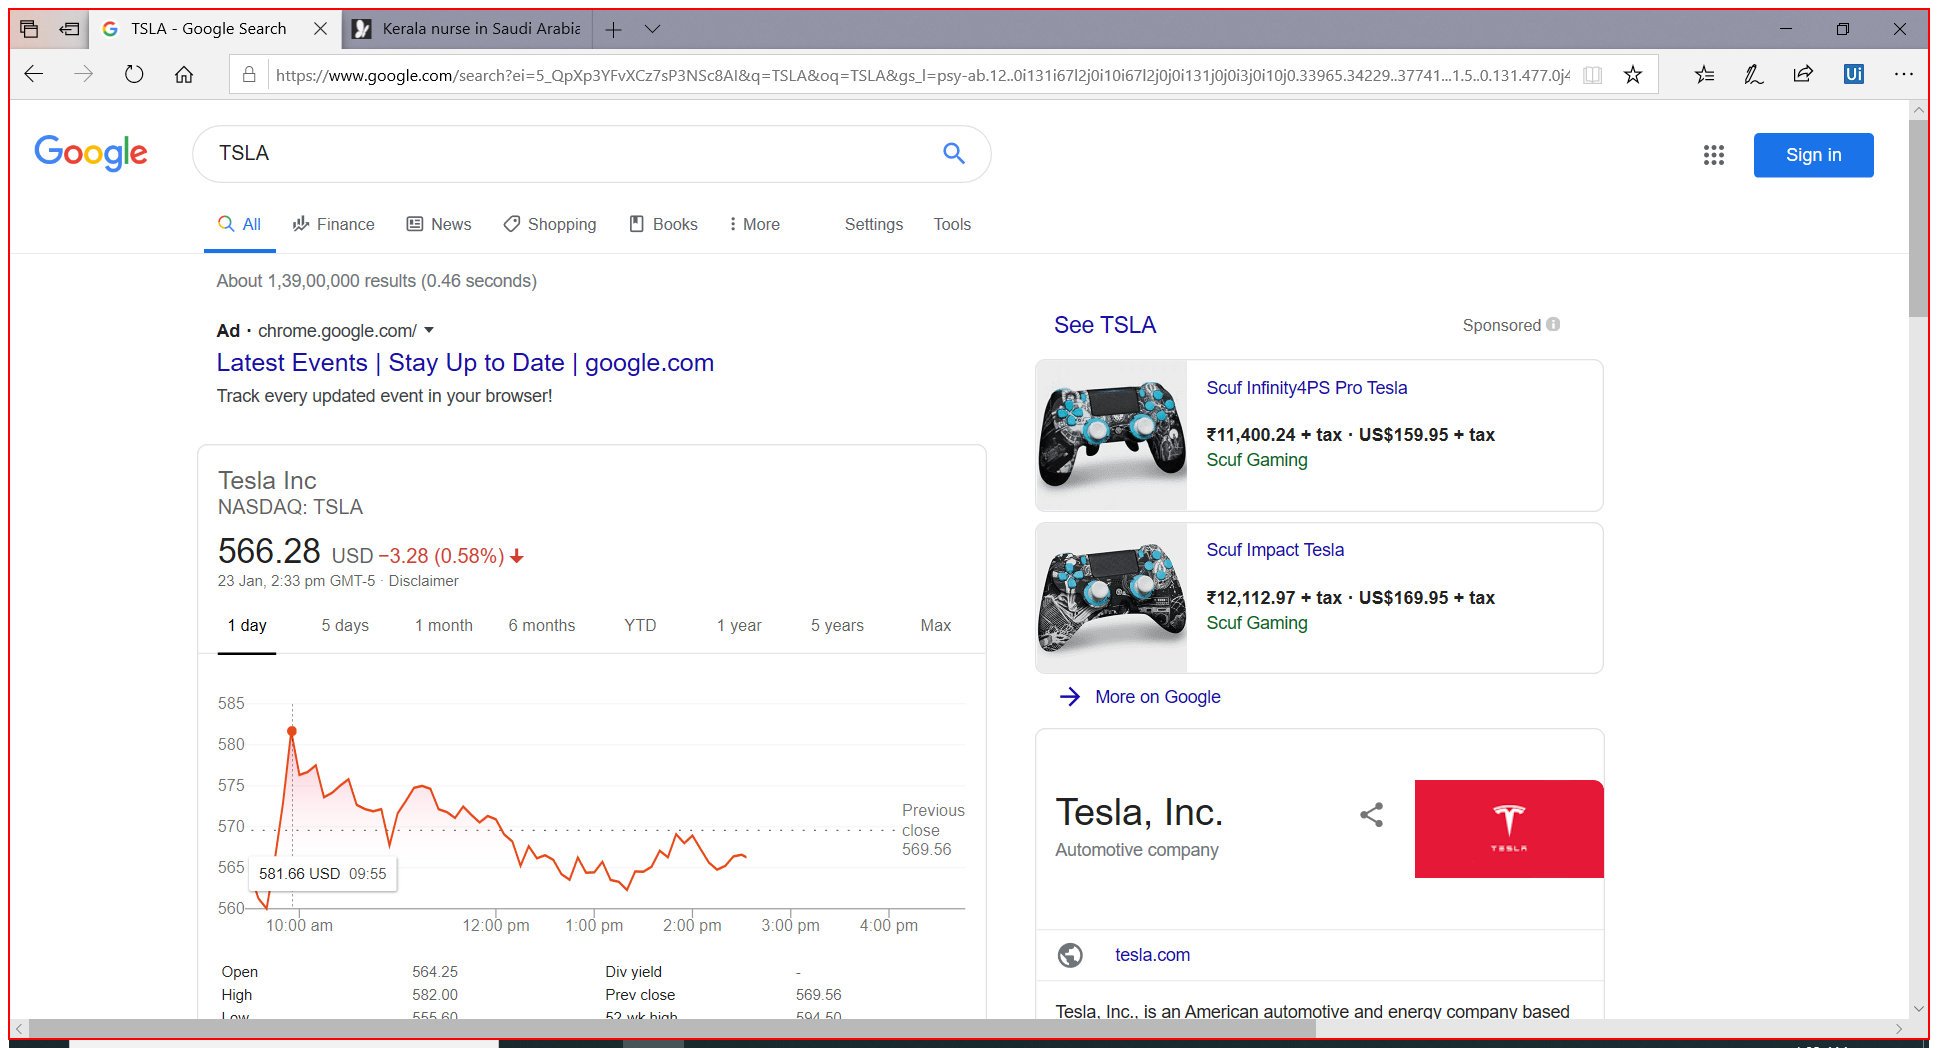 TSLA - Google Search
Kerala nurse in Saudi Arabia
https://www.google.com/search?ei=5_QpXp3YFvXCz7sP3NSc8AI&q=TSLA&oq=TSLA&gs_l=psy-ab.12..0i131i67l2j0i10i67l2j0j0i131j0j0i3j0i10j0.33965.34229..37741...1.5..0.131.477.0j4
Ui
Google
TSLA
Sign in
All
Finance
News
Shopping
Books
More
Settings
Tools
About 1,39,00,000 results (0.46 seconds)
Ad · chrome.google.com/
Latest Events | Stay Up to Date | google.com
Track every updated event in your browser!
Tesla Inc
NASDAQ: TSLA
566.28 USD −3.28 (0.58%)
23 Jan, 2:33 pm GMT-5 · Disclaimer
1 day 5 days 1 month 6 months YTD 1 year 5 years Max
585
580
575
570
565
560
Previous
close
569.56
581.66 USD 09:55
10:00 am 12:00 pm 1:00 pm 2:00 pm 3:00 pm 4:00 pm
Open 564.25 Div yield -
High 582.00 Prev close 569.56
Low 555.60 52-wk high 594.50
See TSLA
Sponsored
Scuf Infinity4PS Pro Tesla
₹11,400.24 + tax · US$159.95 + tax
Scuf Gaming
Scuf Impact Tesla
₹12,112.97 + tax · US$169.95 + tax
Scuf Gaming
More on Google
Tesla, Inc.
Automotive company
TESLA
tesla.com
Tesla, Inc., is an American automotive and energy company based